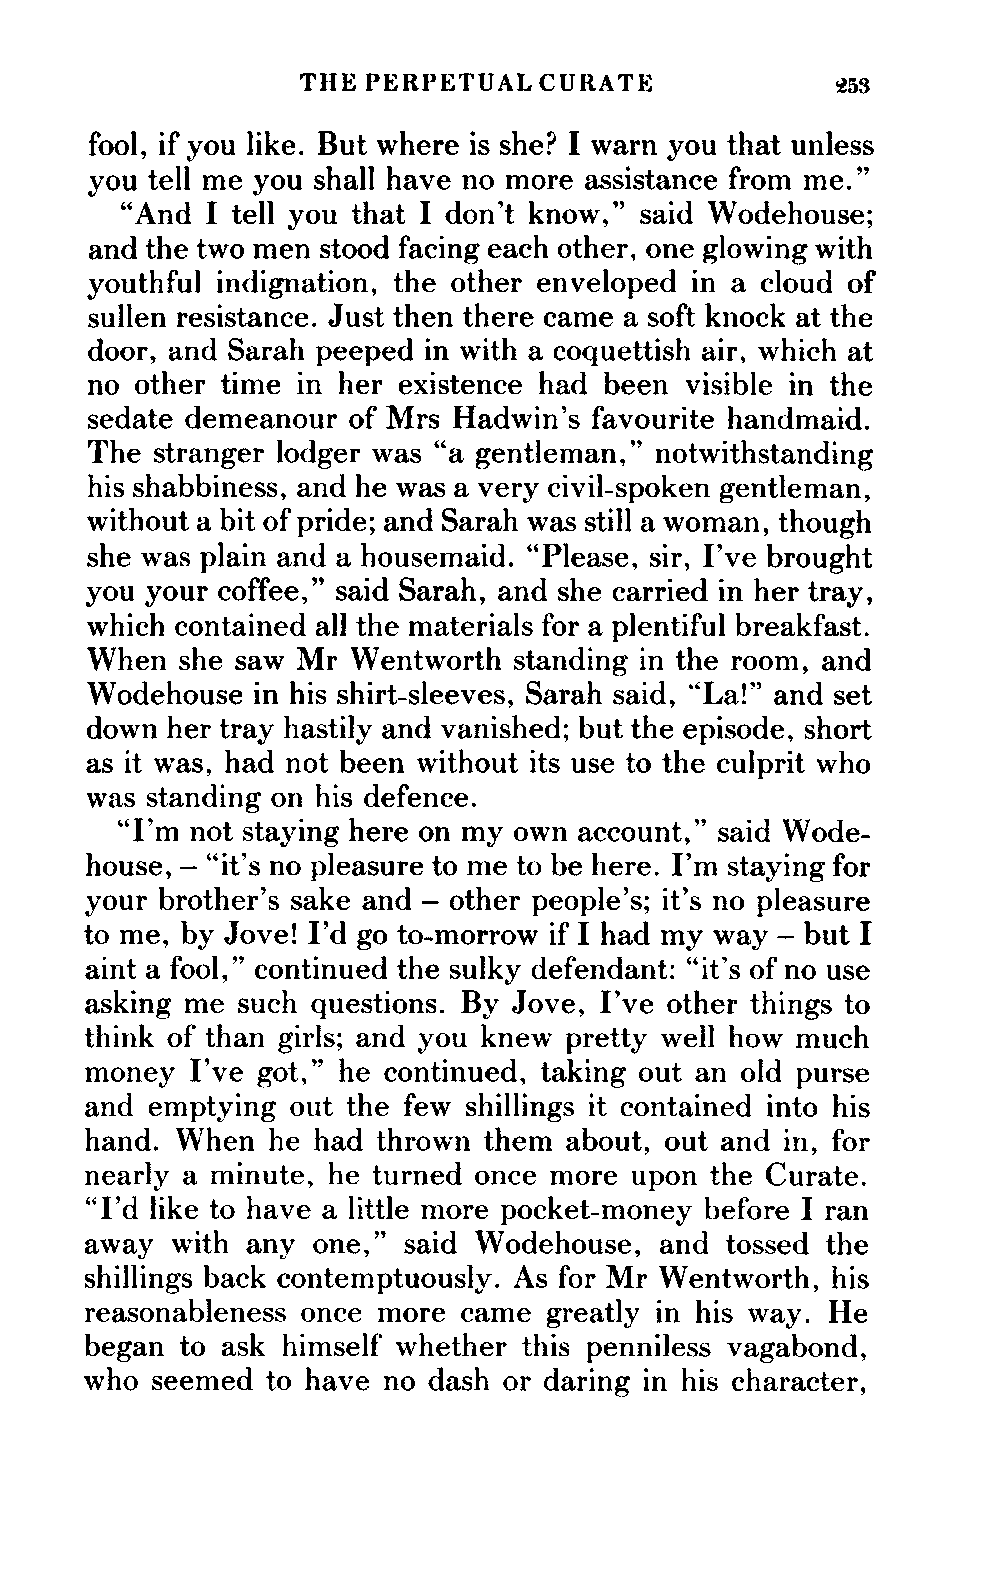 THE PERPETUAL CURATE 253
fool, if you like. But where is she? I warn you that unless
you tell me you shall have no more assistance from me.”
“And I tell you that I don’t know,” said Wodehouse;
and the two men stood facing each other, one glowing with
youthful indignation, the other enveloped in a cloud of
sullen resistance. Just then there came a soft knock at the
door, and Sarah peeped in with a coquettish air, which at
no other time in her existence had been visible in the
sedate demeanour of Mrs Hadwin’s favourite handmaid.
The stranger lodger was “a gentleman,” notwithstanding
his shabbiness, and he was a very civil-spoken gentleman,
without a bit of pride; and Sarah was still a woman, though
she was plain and a housemaid. “Please, sir, I’ve brought
you your coffee,” said Sarah, and she carried in her tray,
which contained all the materials for a plentiful breakfast.
When she saw Mr Wentworth standing in the room, and
Wodehouse in his shirt-sleeves, Sarah said, “La!” and set
down her tray hastily and vanished; but the episode, short
as it was, had not been without its use to the culprit who
was standing on his defence.
“I’m not staying here on my own account,” said Wode-
house, – “it’s no pleasure to me to be here. I’m staying for
your brother’s sake and – other people’s; it’s no pleasure
to me, by Jove! I’d go to-morrow if I had my way – but I
aint a fool,” continued the sulky defendant: “it’s of no use
asking me such questions. By Jove, I’ve other things to
think of than girls; and you knew pretty well how much
money I’ve got,” he continued, taking out an old purse
and emptying out the few shillings it contained into his
hand. When he had thrown them about, out and in, for
nearly a minute, he turned once more upon the Curate.
“I’d like to have a little more pocket-money before I ran
away with any one,” said Wodehouse, and tossed the
shillings back contemptuously. As for Mr Wentworth, his
reasonableness once more came greatly in his way. He
began to ask himself whether this penniless vagabond,
who seemed to have no dash or daring in his character,